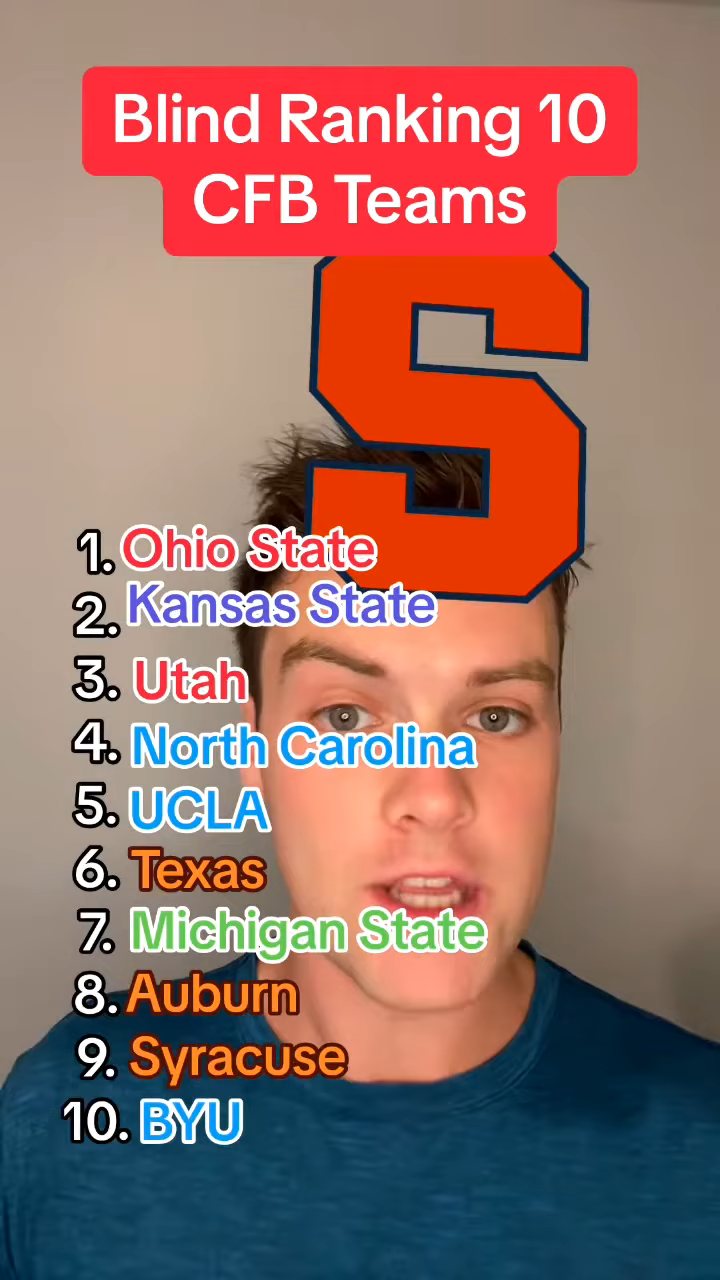 Blind Ranking 10
CFB Teams
S
1. Ohio State
2. Kansas State
3. Utah
4. North Carolina
5. UCLA
6. Texas
7. Michigan State
8. Auburn
9. Syracuse
10. BYU